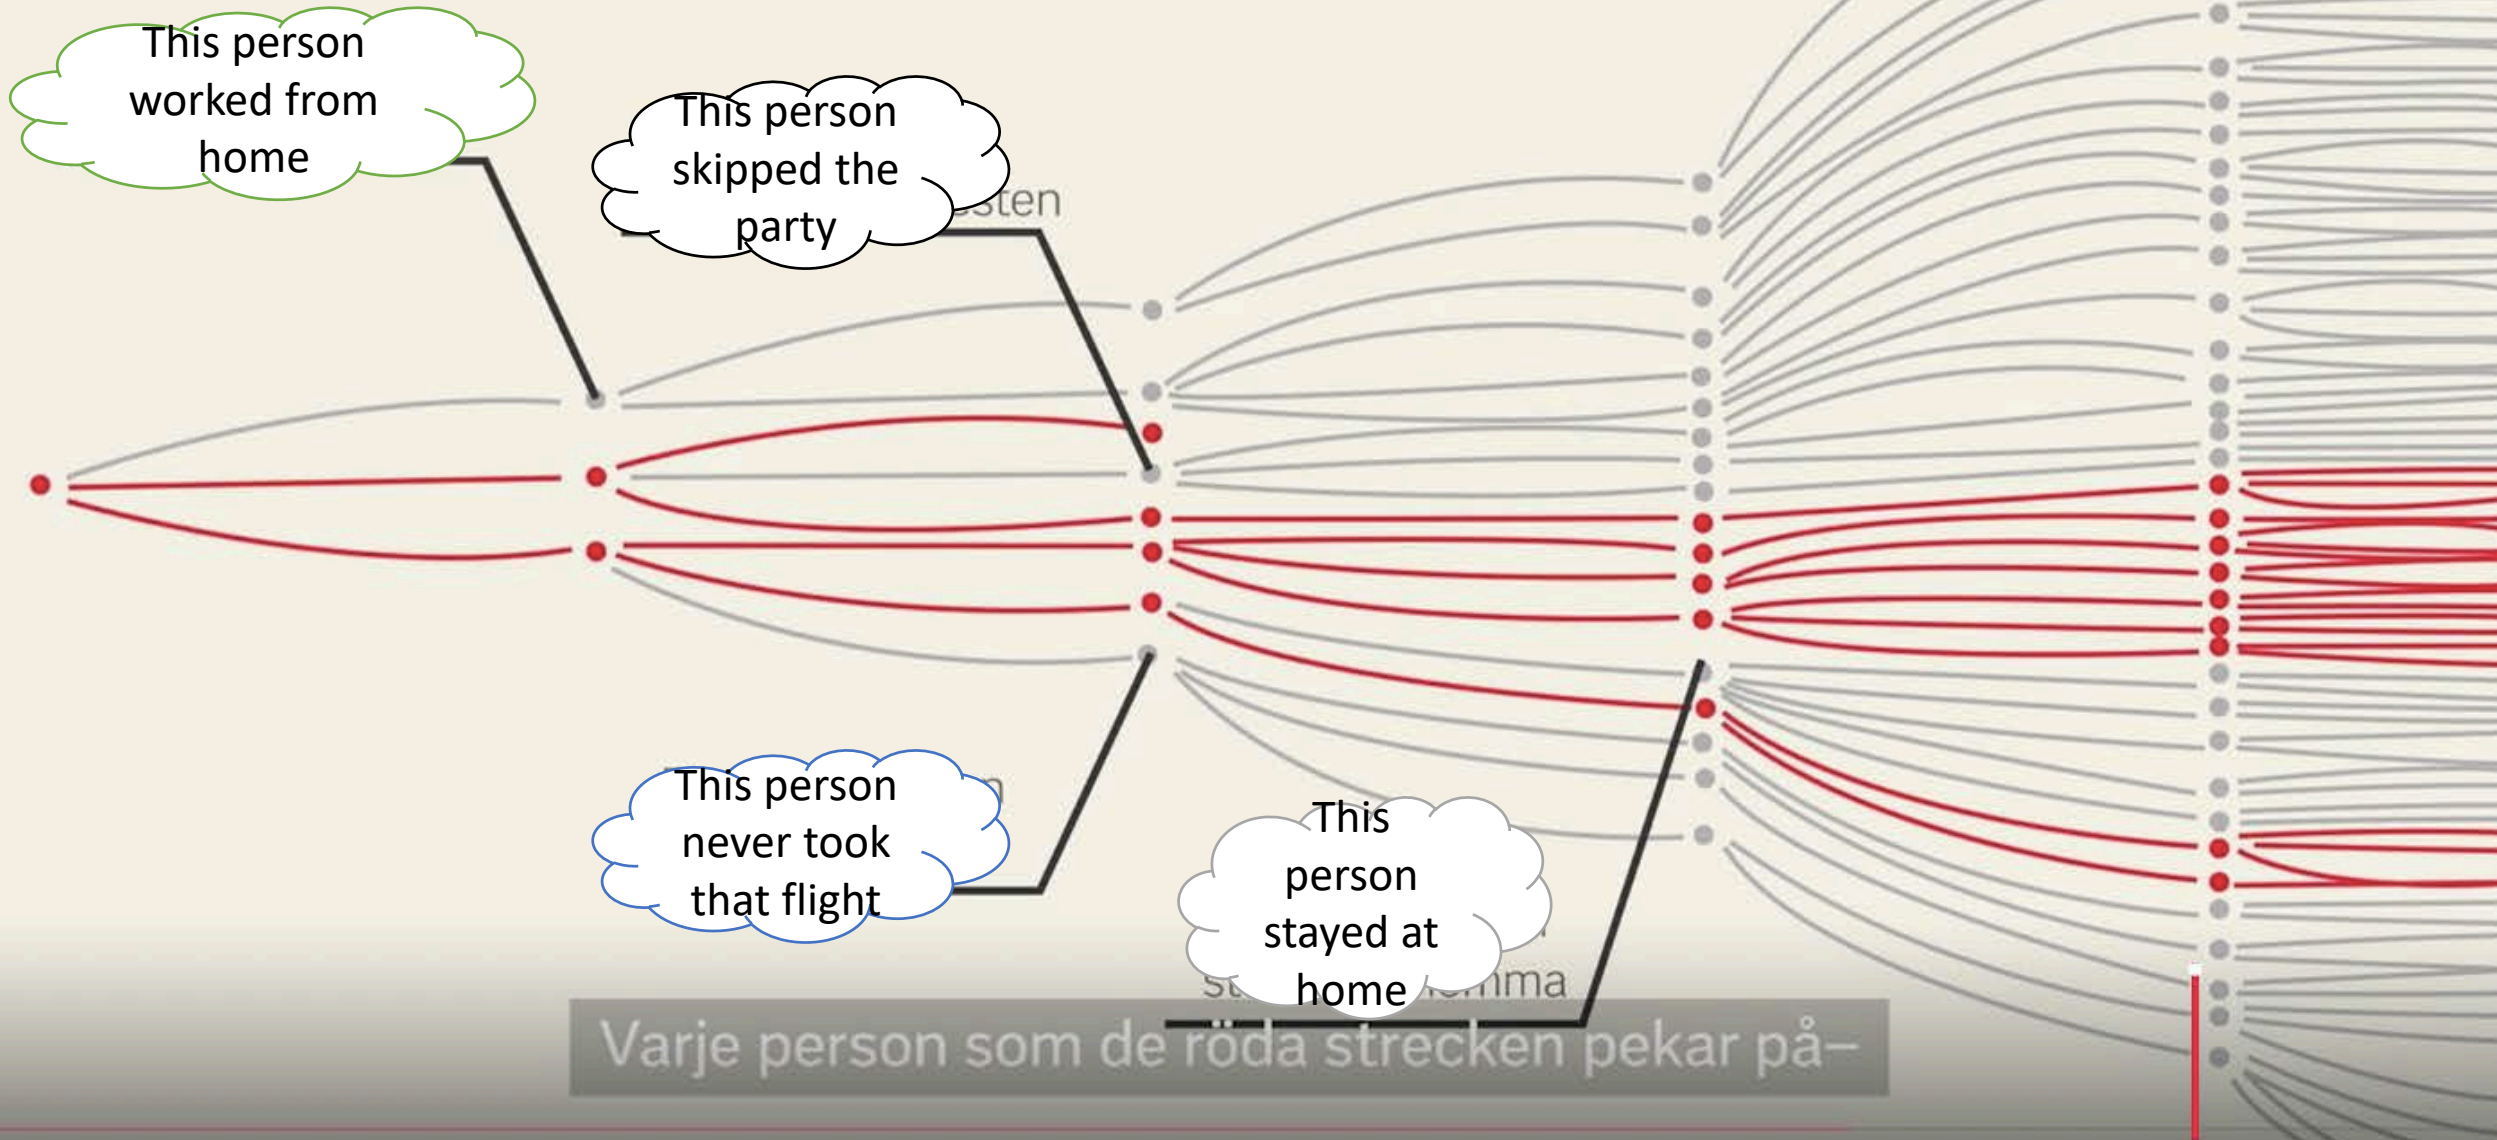 This person
worked from
home
This person
skipped the
party
This person
never took
that flight
This
person
stayed at
home
Varje person som de röda strecken pekar på–